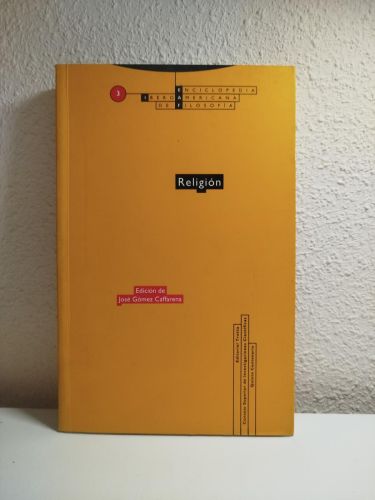 3
ENCICLOPEDIA
IBEROAMERICANA
DE FILOSOFÍA
Religión
Edición de
José Gómez Caffarena
Editorial Trotta
Consejo Superior de Investigaciones Científicas
Quinto Centenario